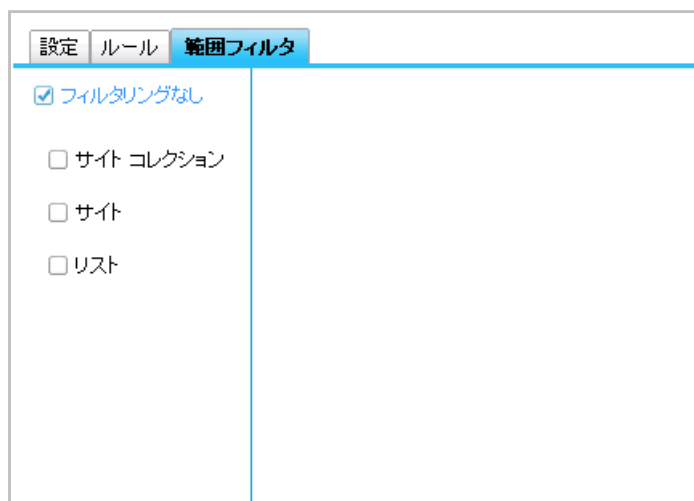 設定 ルール 範囲フィルタ
フィルタリングなし
サイト コレクション
サイト
リスト